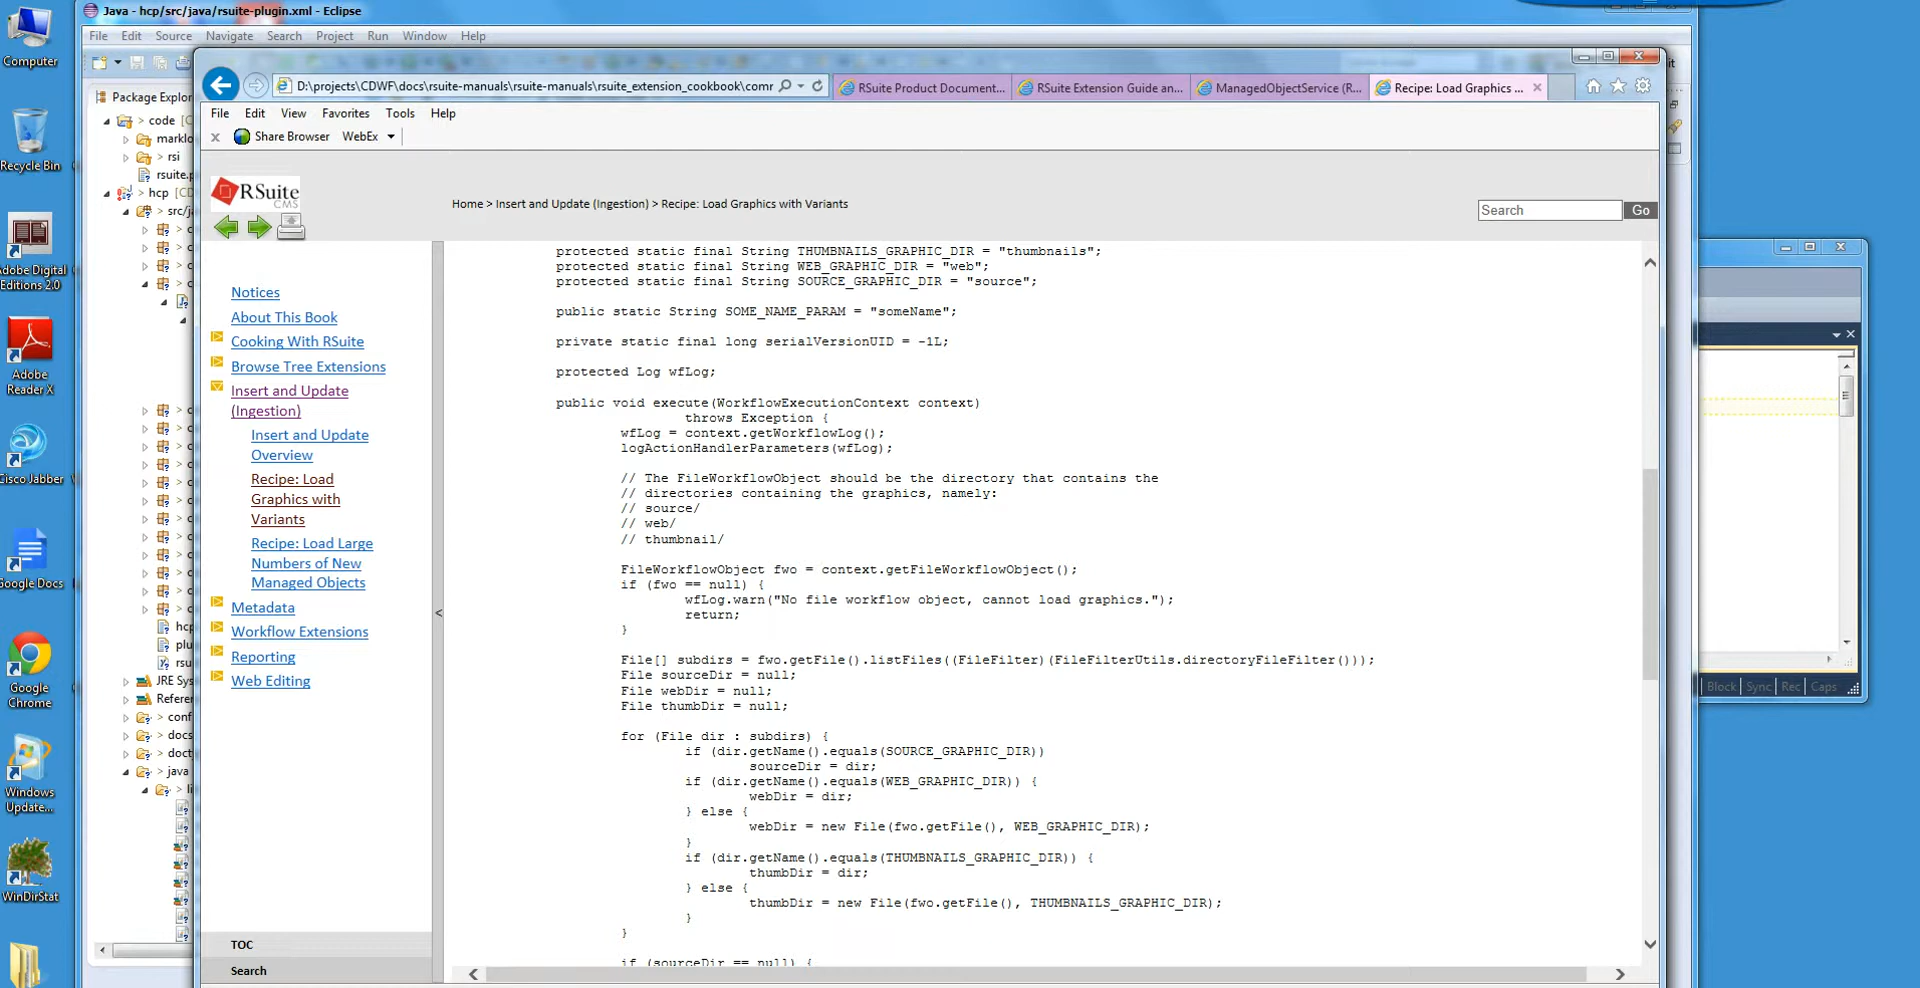 Java - hcp/src/java/rsuite-plugin.xml - Eclipse
File Edit Source Navigate Search Project Run Window Help
Computer
Recycle Bin
Adobe Digital
Editions 2.0
Adobe
Reader X
Cisco Jabber
Google Docs
Google
Chrome
Windows
Update...
WinDirStat
Package Explor
code
marklo
rsi
rsuite.p
hcp
src/ja
hcp
plu
rsu
JRE Sys
Referer
conf
docs
doct
java
li
D:\projects\CDWF\docs\rsuite-manuals\rsuite-manuals\rsuite_extension_cookbook\comr
RSuite Product Document...
RSuite Extension Guide an...
ManagedObjectService (R...
Recipe: Load Graphics ...
File Edit View Favorites Tools Help
x Share Browser WebEx
RSuite
CMS
Home > Insert and Update (Ingestion) > Recipe: Load Graphics with Variants
Search Go
Notices
About This Book
Cooking With RSuite
Browse Tree Extensions
Insert and Update
(Ingestion)
Insert and Update
Overview
Recipe: Load
Graphics with
Variants
Recipe: Load Large
Numbers of New
Managed Objects
Metadata
Workflow Extensions
Reporting
Web Editing
TOC
Search
<
protected static final String THUMBNAILS_GRAPHIC_DIR = "thumbnails";
protected static final String WEB_GRAPHIC_DIR = "web";
protected static final String SOURCE_GRAPHIC_DIR = "source";
public static String SOME_NAME_PARAM = "someName";
private static final long serialVersionUID = -1L;
protected Log wfLog;
public void execute(WorkflowExecutionContext context)
throws Exception {
wfLog = context.getWorkflowLog();
logActionHandlerParameters(wfLog);
// The FileWorkflowObject should be the directory that contains the
// directories containing the graphics, namely:
// source/
// web/
// thumbnail/
FileWorkflowObject fwo = context.getFileWorkflowObject();
if (fwo == null) {
wfLog.warn("No file workflow object, cannot load graphics.");
return;
}
File[] subdirs = fwo.getFile().listFiles((FileFilter)(FileFilterUtils.directoryFileFilter()));
File sourceDir = null;
File webDir = null;
File thumbDir = null;
for (File dir : subdirs) {
if (dir.getName().equals(SOURCE_GRAPHIC_DIR))
sourceDir = dir;
if (dir.getName().equals(WEB_GRAPHIC_DIR)) {
webDir = dir;
} else {
webDir = new File(fwo.getFile(), WEB_GRAPHIC_DIR);
}
if (dir.getName().equals(THUMBNAILS_GRAPHIC_DIR)) {
thumbDir = dir;
} else {
thumbDir = new File(fwo.getFile(), THUMBNAILS_GRAPHIC_DIR);
}
}
if (sourceDir == null) {
Block Sync Rec Caps